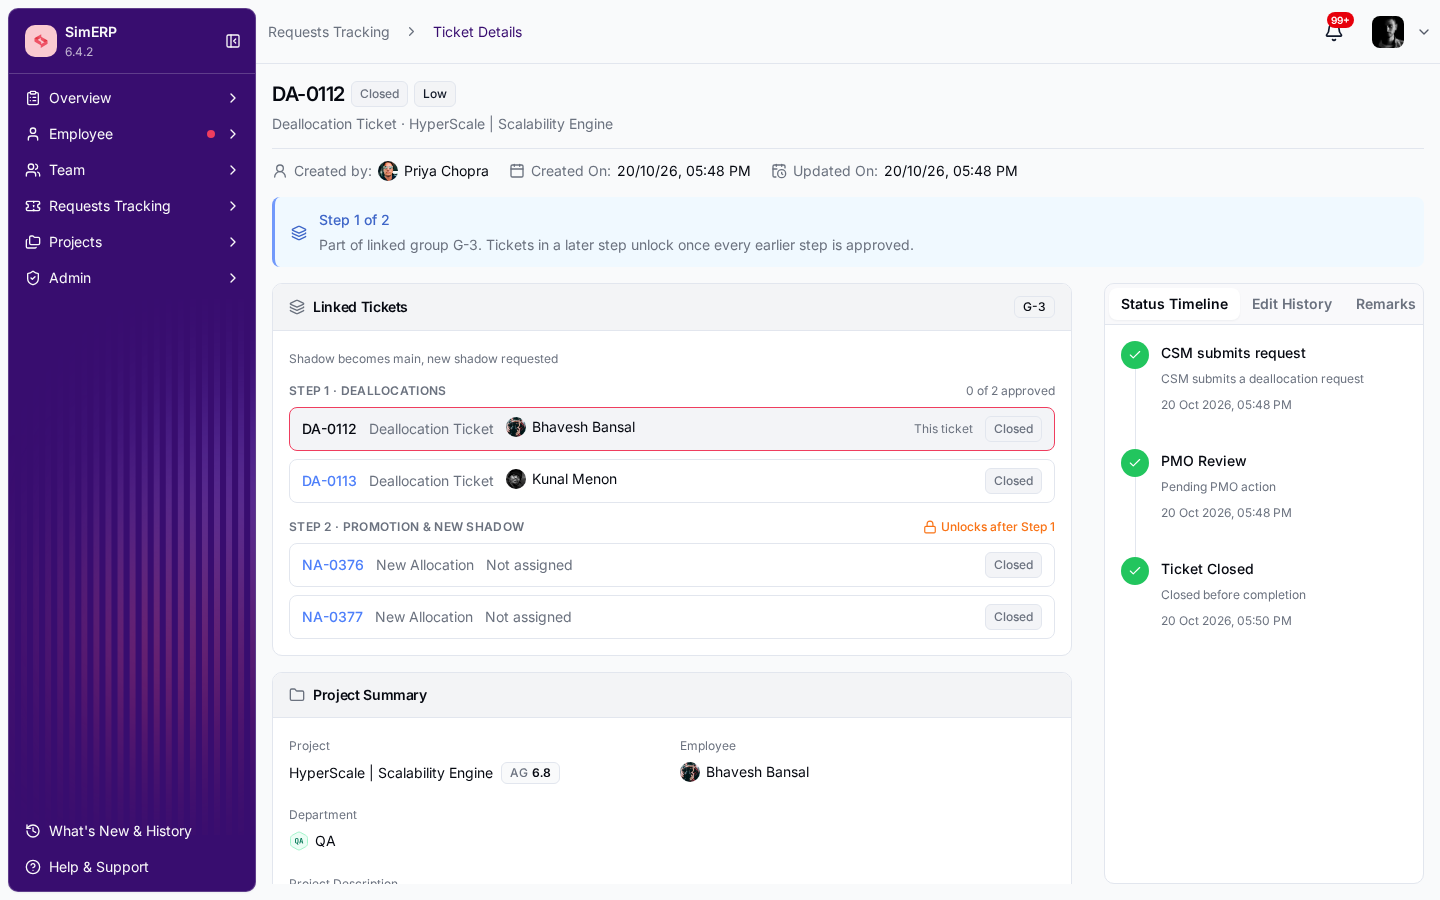 SimERP
6.4.2
Overview
Employee
Team
Requests Tracking
Projects
Admin
What's New & History
Help & Support
Requests Tracking > Ticket Details
99+
DA-0112 Closed Low
Deallocation Ticket · HyperScale | Scalability Engine
Created by: Priya Chopra Created On: 20/10/26, 05:48 PM Updated On: 20/10/26, 05:48 PM
Step 1 of 2
Part of linked group G-3. Tickets in a later step unlock once every earlier step is approved.
Linked Tickets G-3
Shadow becomes main, new shadow requested
STEP 1 · DEALLOCATIONS 0 of 2 approved
DA-0112 Deallocation Ticket Bhavesh Bansal This ticket Closed
DA-0113 Deallocation Ticket Kunal Menon Closed
STEP 2 · PROMOTION & NEW SHADOW Unlocks after Step 1
NA-0376 New Allocation Not assigned Closed
NA-0377 New Allocation Not assigned Closed
Project Summary
Project Employee
HyperScale | Scalability Engine AG 6.8 Bhavesh Bansal
Department
QA QA
Project Description
Status Timeline Edit History Remarks
CSM submits request
CSM submits a deallocation request
20 Oct 2026, 05:48 PM
PMO Review
Pending PMO action
20 Oct 2026, 05:48 PM
Ticket Closed
Closed before completion
20 Oct 2026, 05:50 PM